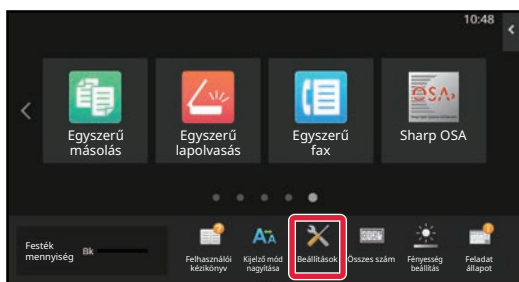 10:48
Egyszerű
másolás
Egyszerű
lapolvasás
Egyszerű
fax
Sharp OSA
Festék
mennyiség
Bk
Felhasználói
kézikönyv
Kijelző mód
nagyítása
Beállítások
Összes szám
Fényesség
beállítás
Feladat
állapot